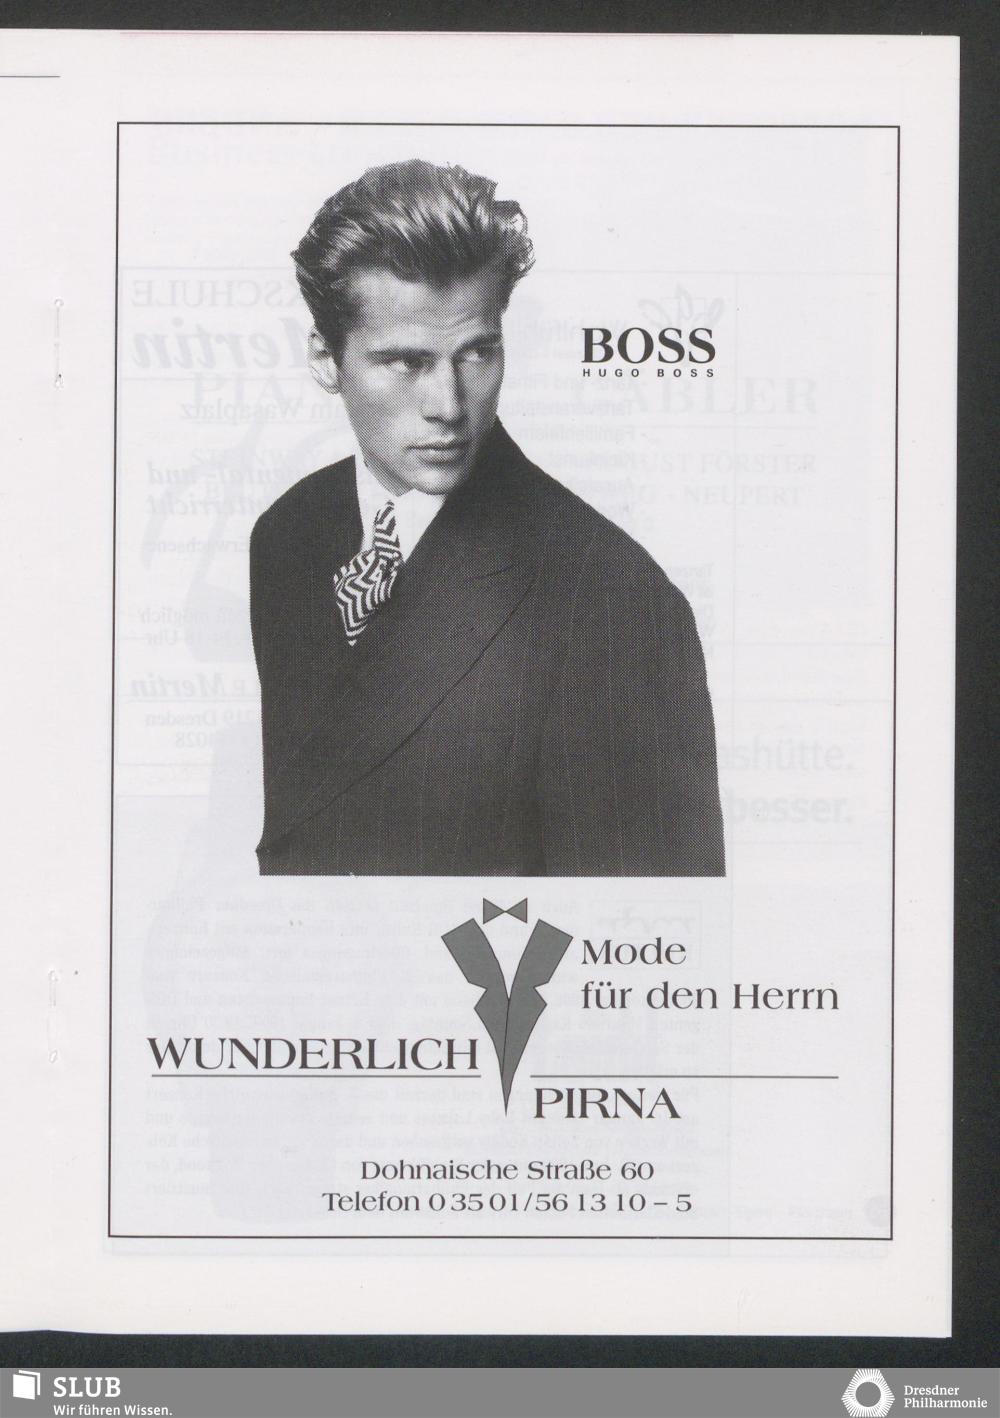 BOSS
HUGO BOSS
Mode
für den Herrn
WUNDERLICH
PIRNA
Dohnaische Straße 60
Telefon 0 35 01/56 13 10 – 5
SLUB
Wir führen Wissen.
Dresdner
Philharmonie